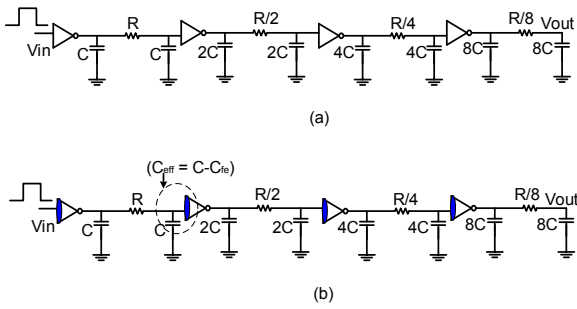 R R/2 R/4 R/8 Vout
Vin C C 2C 2C 4C 4C 8C 8C
(a)
(Ceff = C-Cfe)
R R/2 R/4 R/8 Vout
Vin C C 2C 2C 4C 4C 8C 8C
(b)